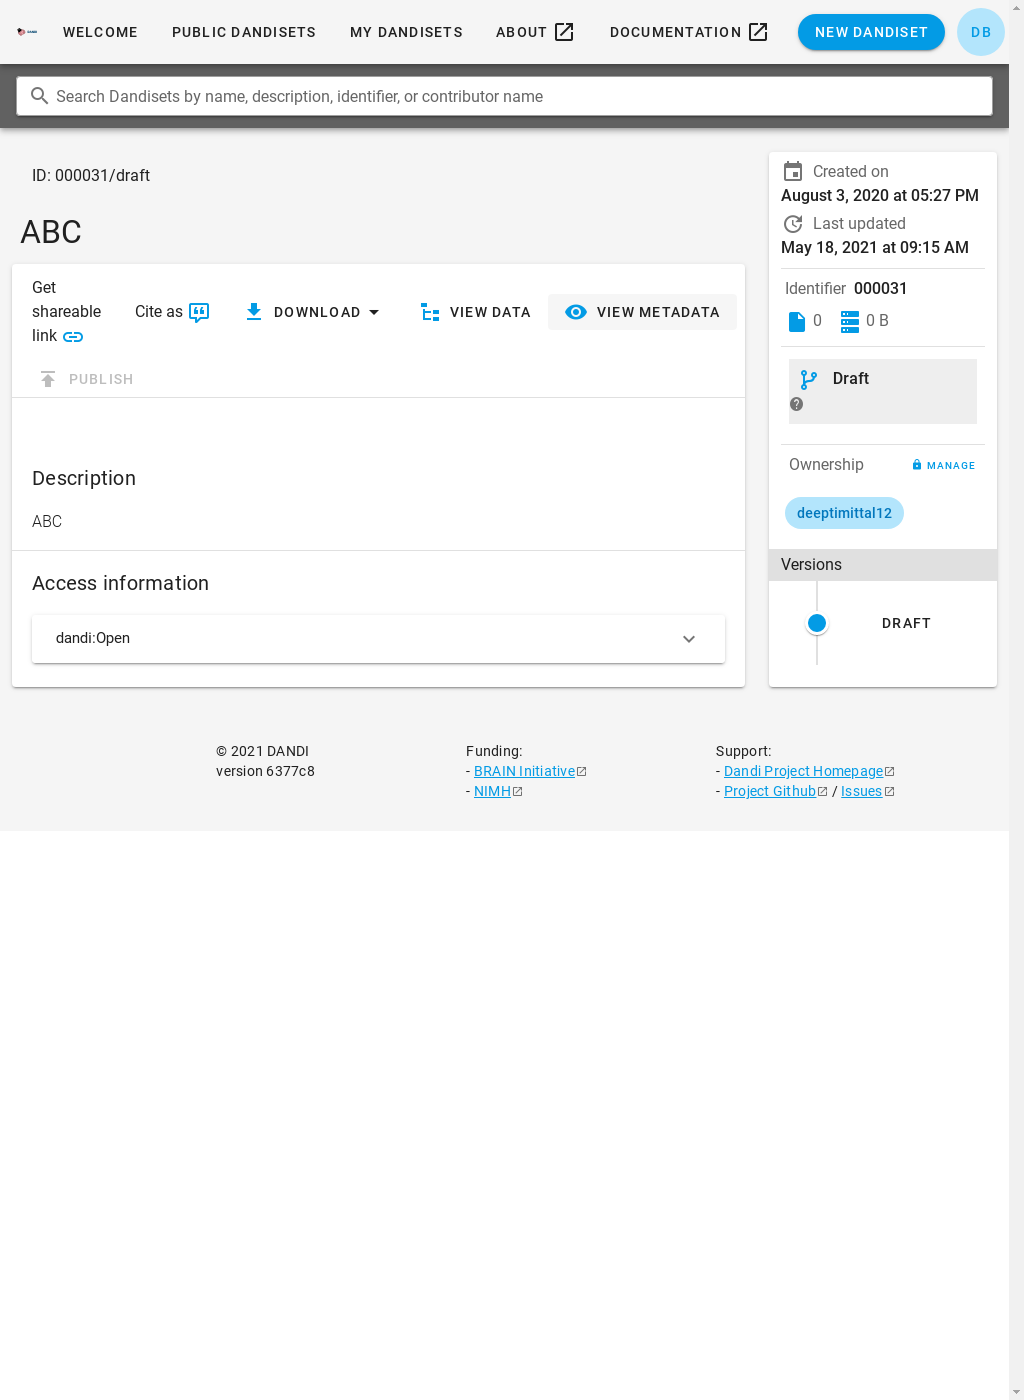 WELCOME
PUBLIC DANDISETS
MY DANDISETS
ABOUT
DOCUMENTATION
NEW DANDISET
DB
Search Dandisets by name, description, identifier, or contributor name
ID: 000031/draft
ABC
Get
shareable
link
Cite as
DOWNLOAD
VIEW DATA
VIEW METADATA
PUBLISH
Description
ABC
Access information
dandi:Open
Created on
August 3, 2020 at 05:27 PM
Last updated
May 18, 2021 at 09:15 AM
Identifier 000031
0 0 B
Draft
Ownership MANAGE
deeptimittal12
Versions
DRAFT
© 2021 DANDI
version 6377c8
Funding:
- BRAIN Initiative
- NIMH
Support:
- Dandi Project Homepage
- Project Github / Issues